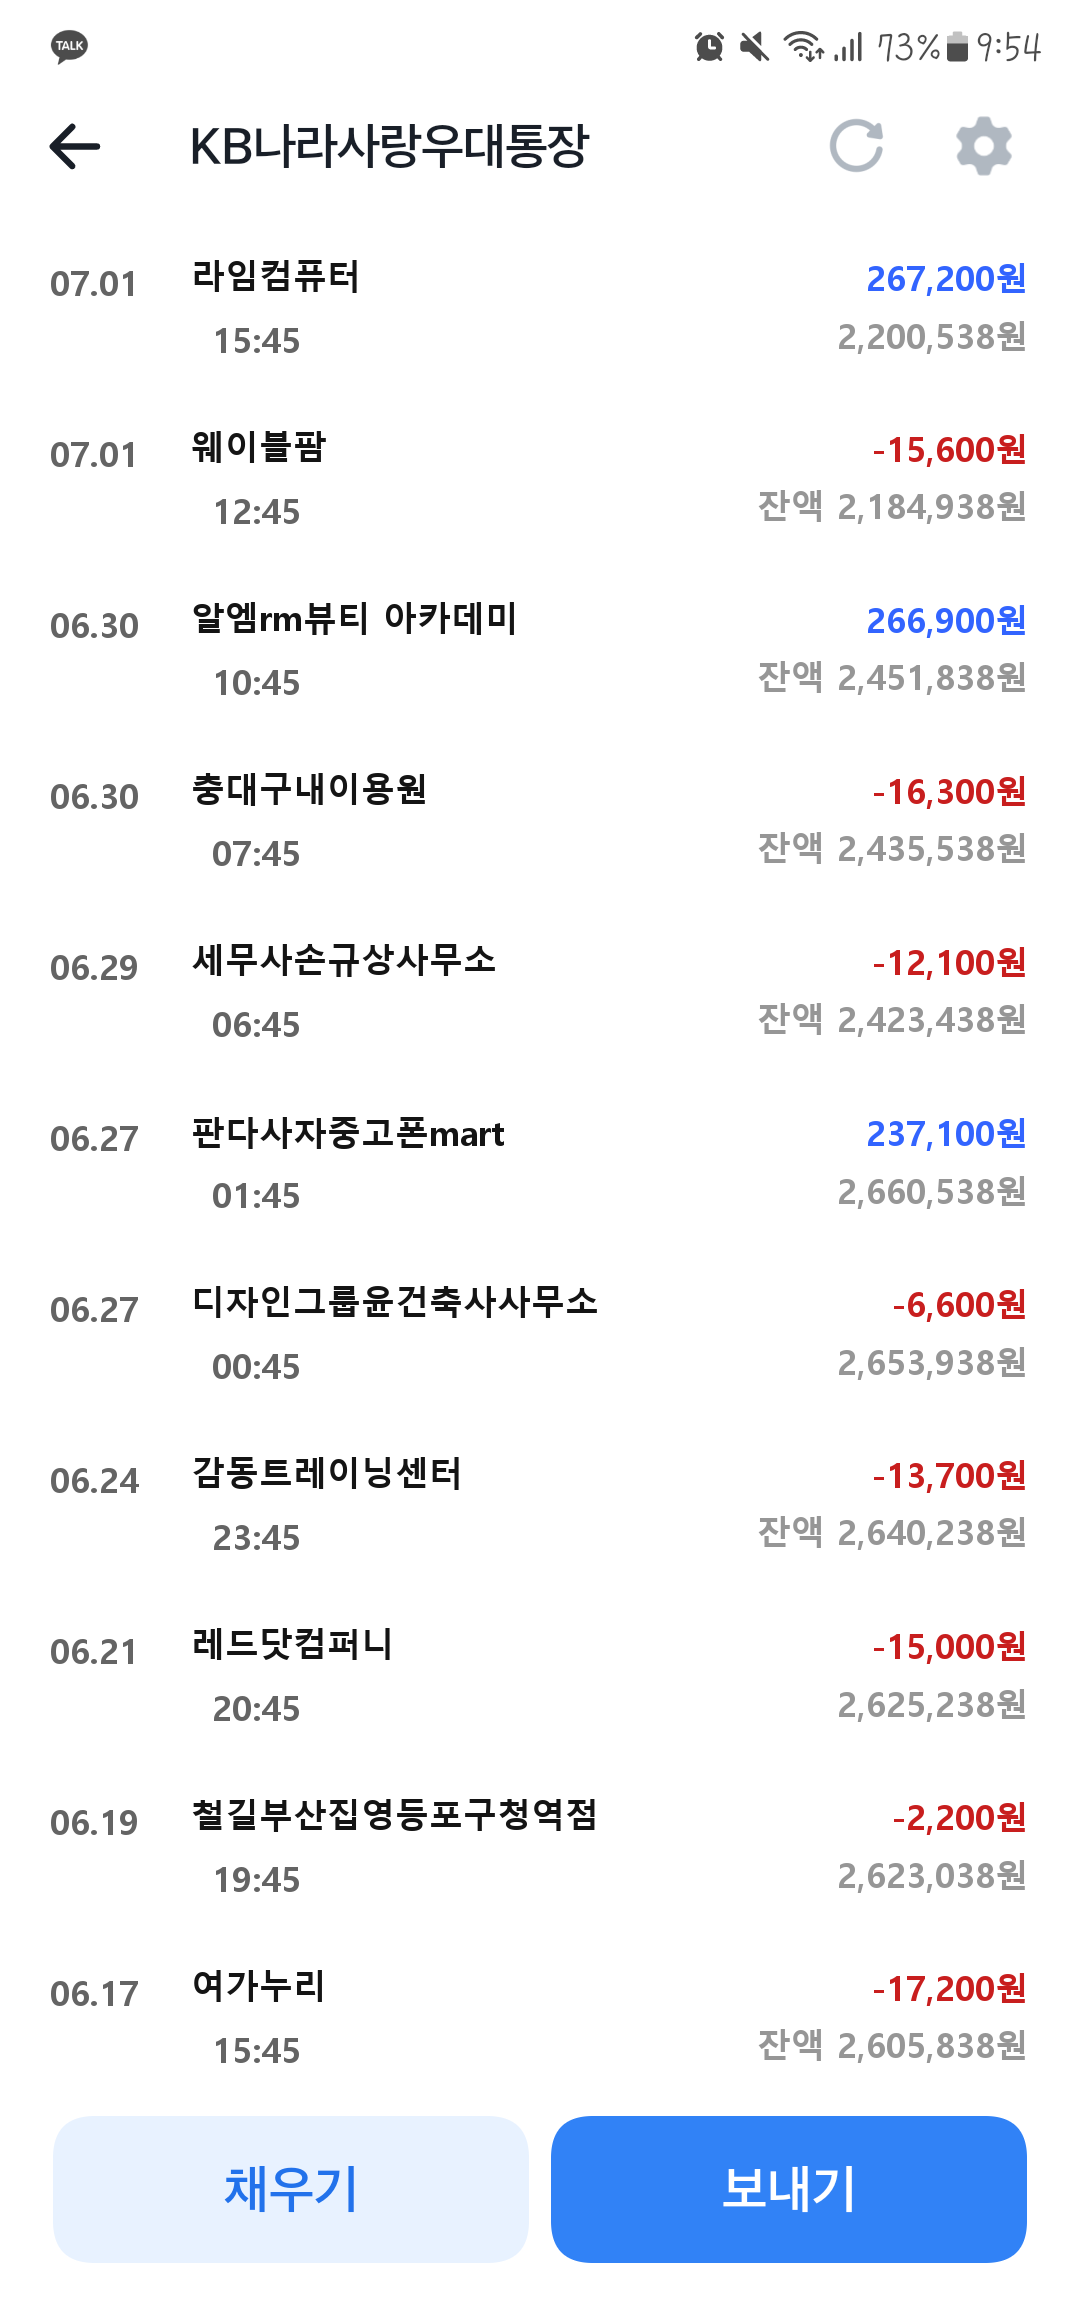 TALK 73% 9:54
KB나라사랑우대통장
07.01 라임컴퓨터 267,200원
15:45 2,200,538원
07.01 웨이블팜 -15,600원
12:45 잔액 2,184,938원
06.30 알엠rm뷰티 아카데미 266,900원
10:45 잔액 2,451,838원
06.30 충대구내이용원 -16,300원
07:45 잔액 2,435,538원
06.29 세무사손규상사무소 -12,100원
06:45 잔액 2,423,438원
06.27 판다사자중고폰mart 237,100원
01:45 2,660,538원
06.27 디자인그룹윤건축사사무소 -6,600원
00:45 2,653,938원
06.24 감동트레이닝센터 -13,700원
23:45 잔액 2,640,238원
06.21 레드닷컴퍼니 -15,000원
20:45 2,625,238원
06.19 철길부산집영등포구청역점 -2,200원
19:45 2,623,038원
06.17 여가누리 -17,200원
15:45 잔액 2,605,838원
채우기 보내기